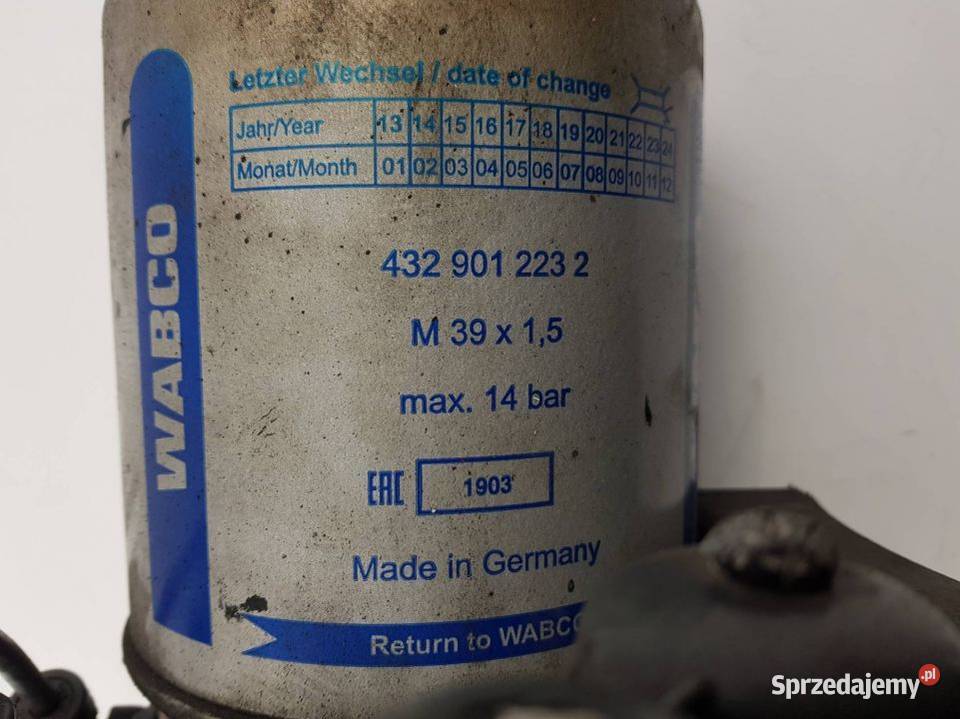 WABCO
Letzter Wechsel / date of change
Jahr/Year 13 14 15 16 17 18 19 20 21 22 23 24
Monat/Month 01 02 03 04 05 06 07 08 09 10 11 12
432 901 223 2
M 39 x 1,5
max. 14 bar
EAC 1903
Made in Germany
Return to WABCO
Sprzedajemy.pl